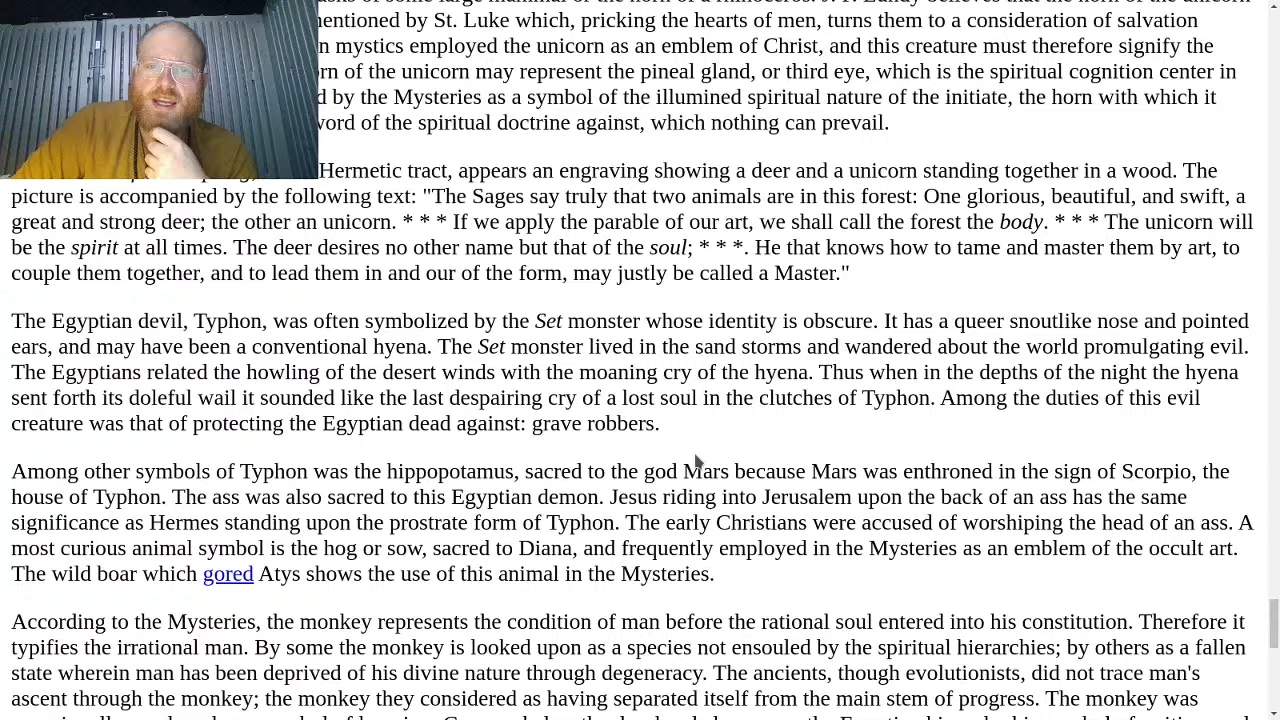 mentioned by St. Luke which, pricking the hearts of men, turns them to a consideration of salvation
n mystics employed the unicorn as an emblem of Christ, and this creature must therefore signify the
rn of the unicorn may represent the pineal gland, or third eye, which is the spiritual cognition center in
d by the Mysteries as a symbol of the illumined spiritual nature of the initiate, the horn with which it
word of the spiritual doctrine against, which nothing can prevail.
Hermetic tract, appears an engraving showing a deer and a unicorn standing together in a wood. The
picture is accompanied by the following text: "The Sages say truly that two animals are in this forest: One glorious, beautiful, and swift, a
great and strong deer; the other an unicorn. * * * If we apply the parable of our art, we shall call the forest the body. * * * The unicorn will
be the spirit at all times. The deer desires no other name but that of the soul; * * *. He that knows how to tame and master them by art, to
couple them together, and to lead them in and our of the form, may justly be called a Master."
The Egyptian devil, Typhon, was often symbolized by the Set monster whose identity is obscure. It has a queer snoutlike nose and pointed
ears, and may have been a conventional hyena. The Set monster lived in the sand storms and wandered about the world promulgating evil.
The Egyptians related the howling of the desert winds with the moaning cry of the hyena. Thus when in the depths of the night the hyena
sent forth its doleful wail it sounded like the last despairing cry of a lost soul in the clutches of Typhon. Among the duties of this evil
creature was that of protecting the Egyptian dead against: grave robbers.
Among other symbols of Typhon was the hippopotamus, sacred to the god Mars because Mars was enthroned in the sign of Scorpio, the
house of Typhon. The ass was also sacred to this Egyptian demon. Jesus riding into Jerusalem upon the back of an ass has the same
significance as Hermes standing upon the prostrate form of Typhon. The early Christians were accused of worshiping the head of an ass. A
most curious animal symbol is the hog or sow, sacred to Diana, and frequently employed in the Mysteries as an emblem of the occult art.
The wild boar which gored Atys shows the use of this animal in the Mysteries.
According to the Mysteries, the monkey represents the condition of man before the rational soul entered into his constitution. Therefore it
typifies the irrational man. By some the monkey is looked upon as a species not ensouled by the spiritual hierarchies; by others as a fallen
state wherein man has been deprived of his divine nature through degeneracy. The ancients, though evolutionists, did not trace man's
ascent through the monkey; the monkey they considered as having separated itself from the main stem of progress. The monkey was